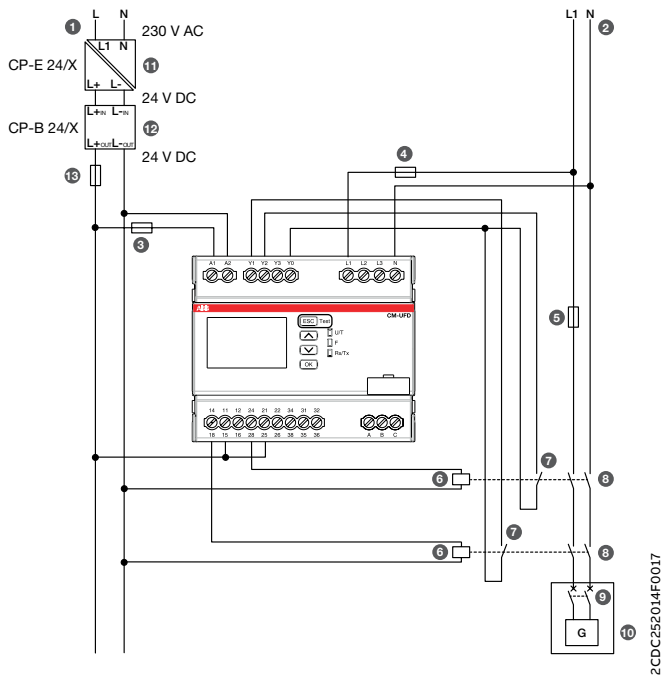 L N
1
230 V AC
L1 N
CP-E 24/X
11
L+ L-
24 V DC
L+IN L-IN
CP-B 24/X
12
L+OUT L-OUT
24 V DC
13
L1 N
2
4
3
A1 A2 Y1 Y2 Y3 Y0 L1 L2 L3 N
ABB
CM-UFD
ESC Test
U/T
F
Rx/Tx
OK
5
14 11 12 24 21 22 34 31 32
18 15 16 28 25 26 38 35 36
A B C
6
7
8
6
7
8
9
G
10
2CDC252014F0017